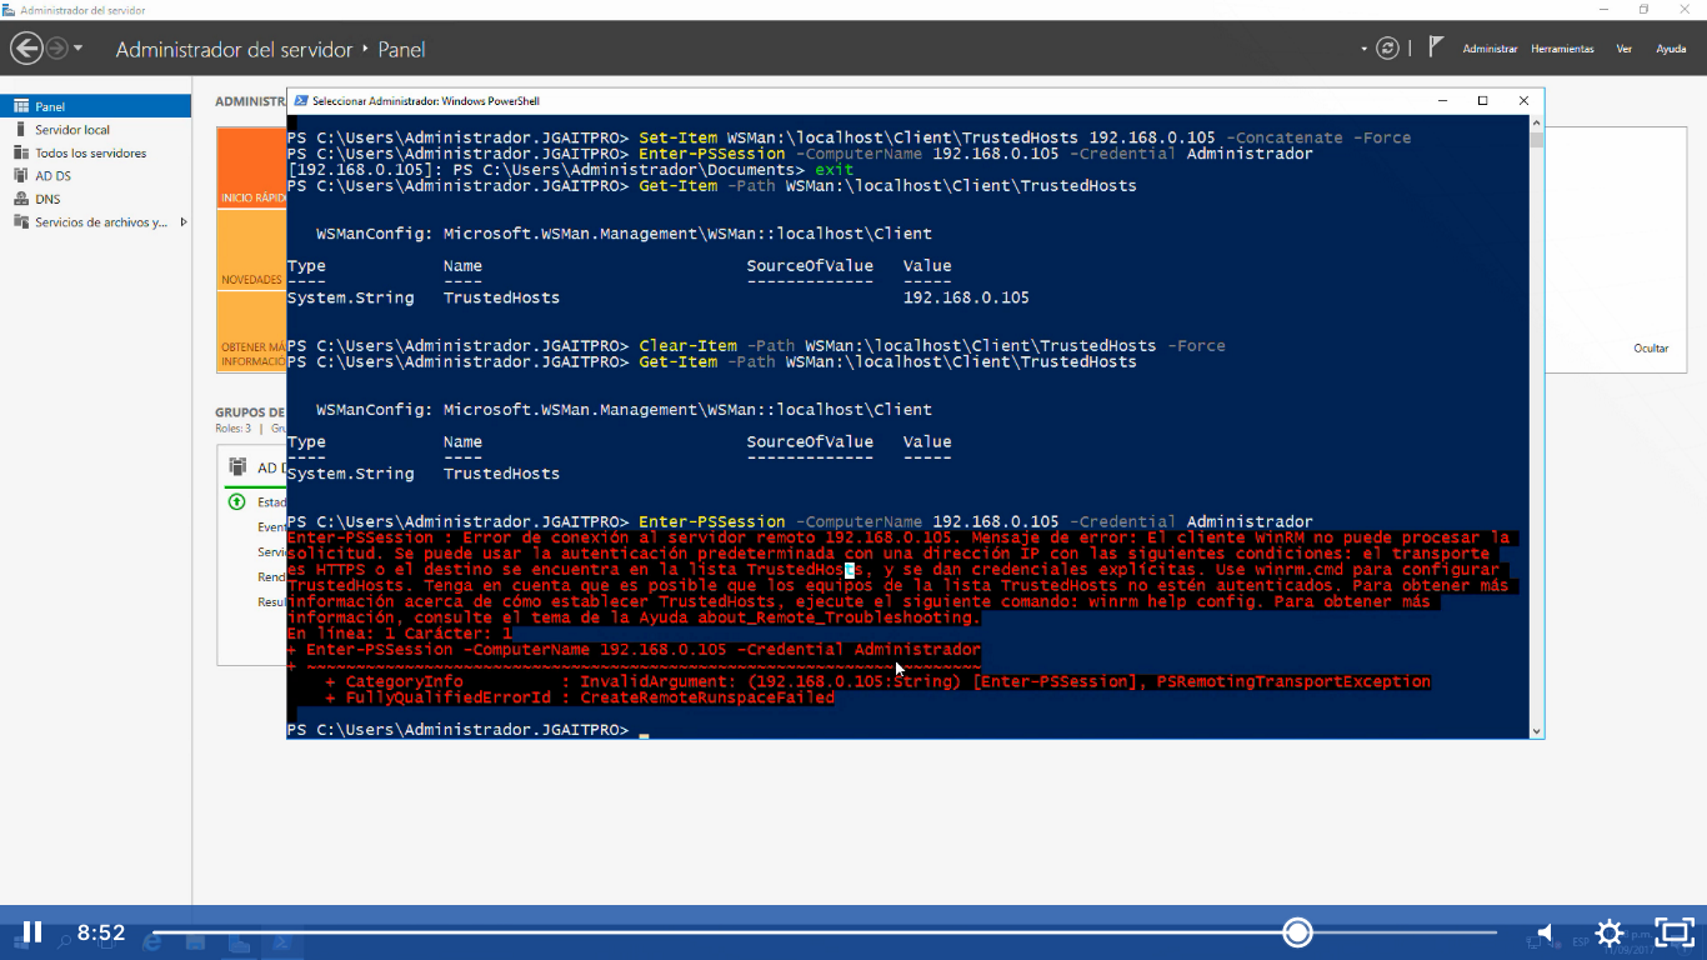 Administrador del servidor
Administrador del servidor ‣ Panel
Administrar Herramientas Ver Ayuda
Panel
Servidor local
Todos los servidores
AD DS
DNS
Servicios de archivos y...
ADMINISTR
INICIO RÁPID
NOVEDADES
OBTENER MÁ
INFORMACIÓ
Ocultar
GRUPOS DE
Roles: 3 | Gru
AD D
Estad
Even
Servi
Rend
Resul
Seleccionar Administrador: Windows PowerShell
PS C:\Users\Administrador.JGAITPRO> Set-Item WSMan:\localhost\Client\TrustedHosts 192.168.0.105 -Concatenate -Force
PS C:\Users\Administrador.JGAITPRO> Enter-PSSession -ComputerName 192.168.0.105 -Credential Administrador
[192.168.0.105]: PS C:\Users\Administrador\Documents> exit
PS C:\Users\Administrador.JGAITPRO> Get-Item -Path WSMan:\localhost\Client\TrustedHosts
WSManConfig: Microsoft.WSMan.Management\WSMan::localhost\Client
Type Name SourceOfValue Value
---- ---- ------------- -----
System.String TrustedHosts 192.168.0.105
PS C:\Users\Administrador.JGAITPRO> Clear-Item -Path WSMan:\localhost\Client\TrustedHosts -Force
PS C:\Users\Administrador.JGAITPRO> Get-Item -Path WSMan:\localhost\Client\TrustedHosts
WSManConfig: Microsoft.WSMan.Management\WSMan::localhost\Client
Type Name SourceOfValue Value
---- ---- ------------- -----
System.String TrustedHosts
PS C:\Users\Administrador.JGAITPRO> Enter-PSSession -ComputerName 192.168.0.105 -Credential Administrador
Enter-PSSession : Error de conexión al servidor remoto 192.168.0.105. Mensaje de error: El cliente WinRM no puede procesar la
solicitud. Se puede usar la autenticación predeterminada con una dirección IP con las siguientes condiciones: el transporte
es HTTPS o el destino se encuentra en la lista TrustedHosts, y se dan credenciales explícitas. Use winrm.cmd para configurar
TrustedHosts. Tenga en cuenta que es posible que los equipos de la lista TrustedHosts no estén autenticados. Para obtener más
información acerca de cómo establecer TrustedHosts, ejecute el siguiente comando: winrm help config. Para obtener más
información, consulte el tema de la Ayuda about_Remote_Troubleshooting.
En línea: 1 Carácter: 1
+ Enter-PSSession -ComputerName 192.168.0.105 -Credential Administrador
+ ~~~~~~~~~~~~~~~~~~~~~~~~~~~~~~~~~~~~~~~~~~~~~~~~~~~~~~~~~~~~~~~~~~~~~
+ CategoryInfo : InvalidArgument: (192.168.0.105:String) [Enter-PSSession], PSRemotingTransportException
+ FullyQualifiedErrorId : CreateRemoteRunspaceFailed
PS C:\Users\Administrador.JGAITPRO> _
8:52
ESP